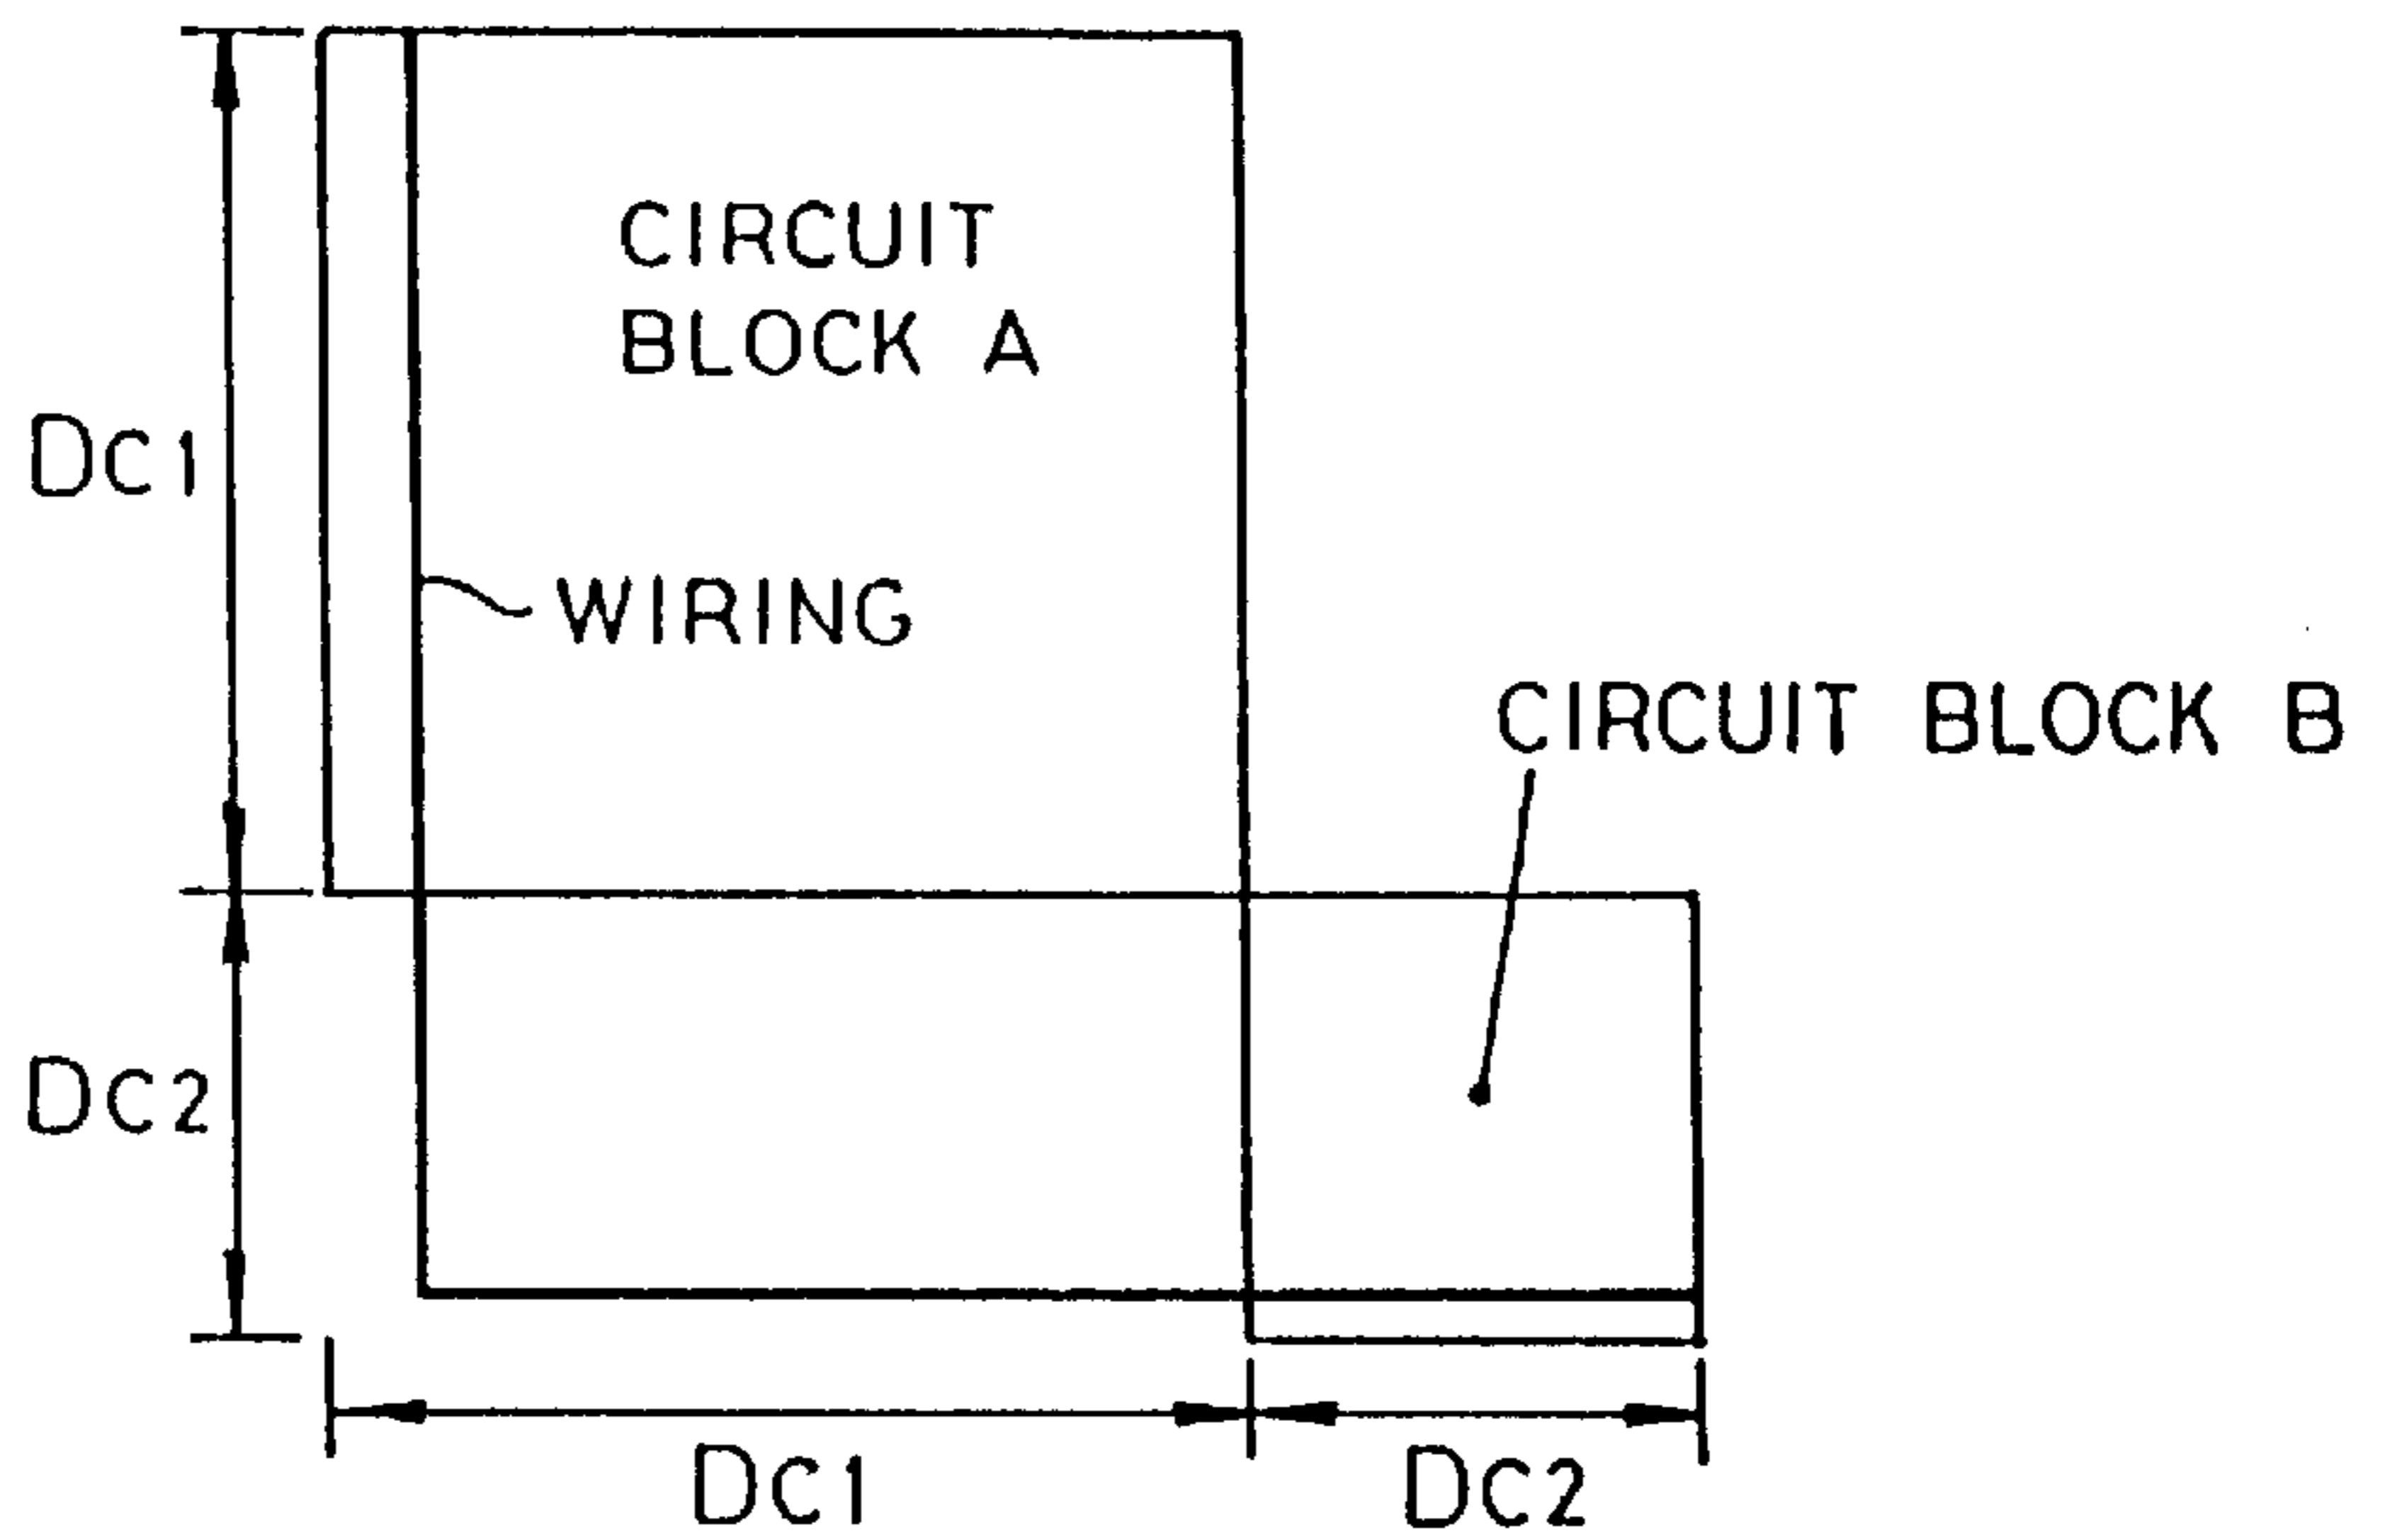 CIRCUIT
BLOCK A
DC1
WIRING
CIRCUIT BLOCK B
DC2
DC1
DC2